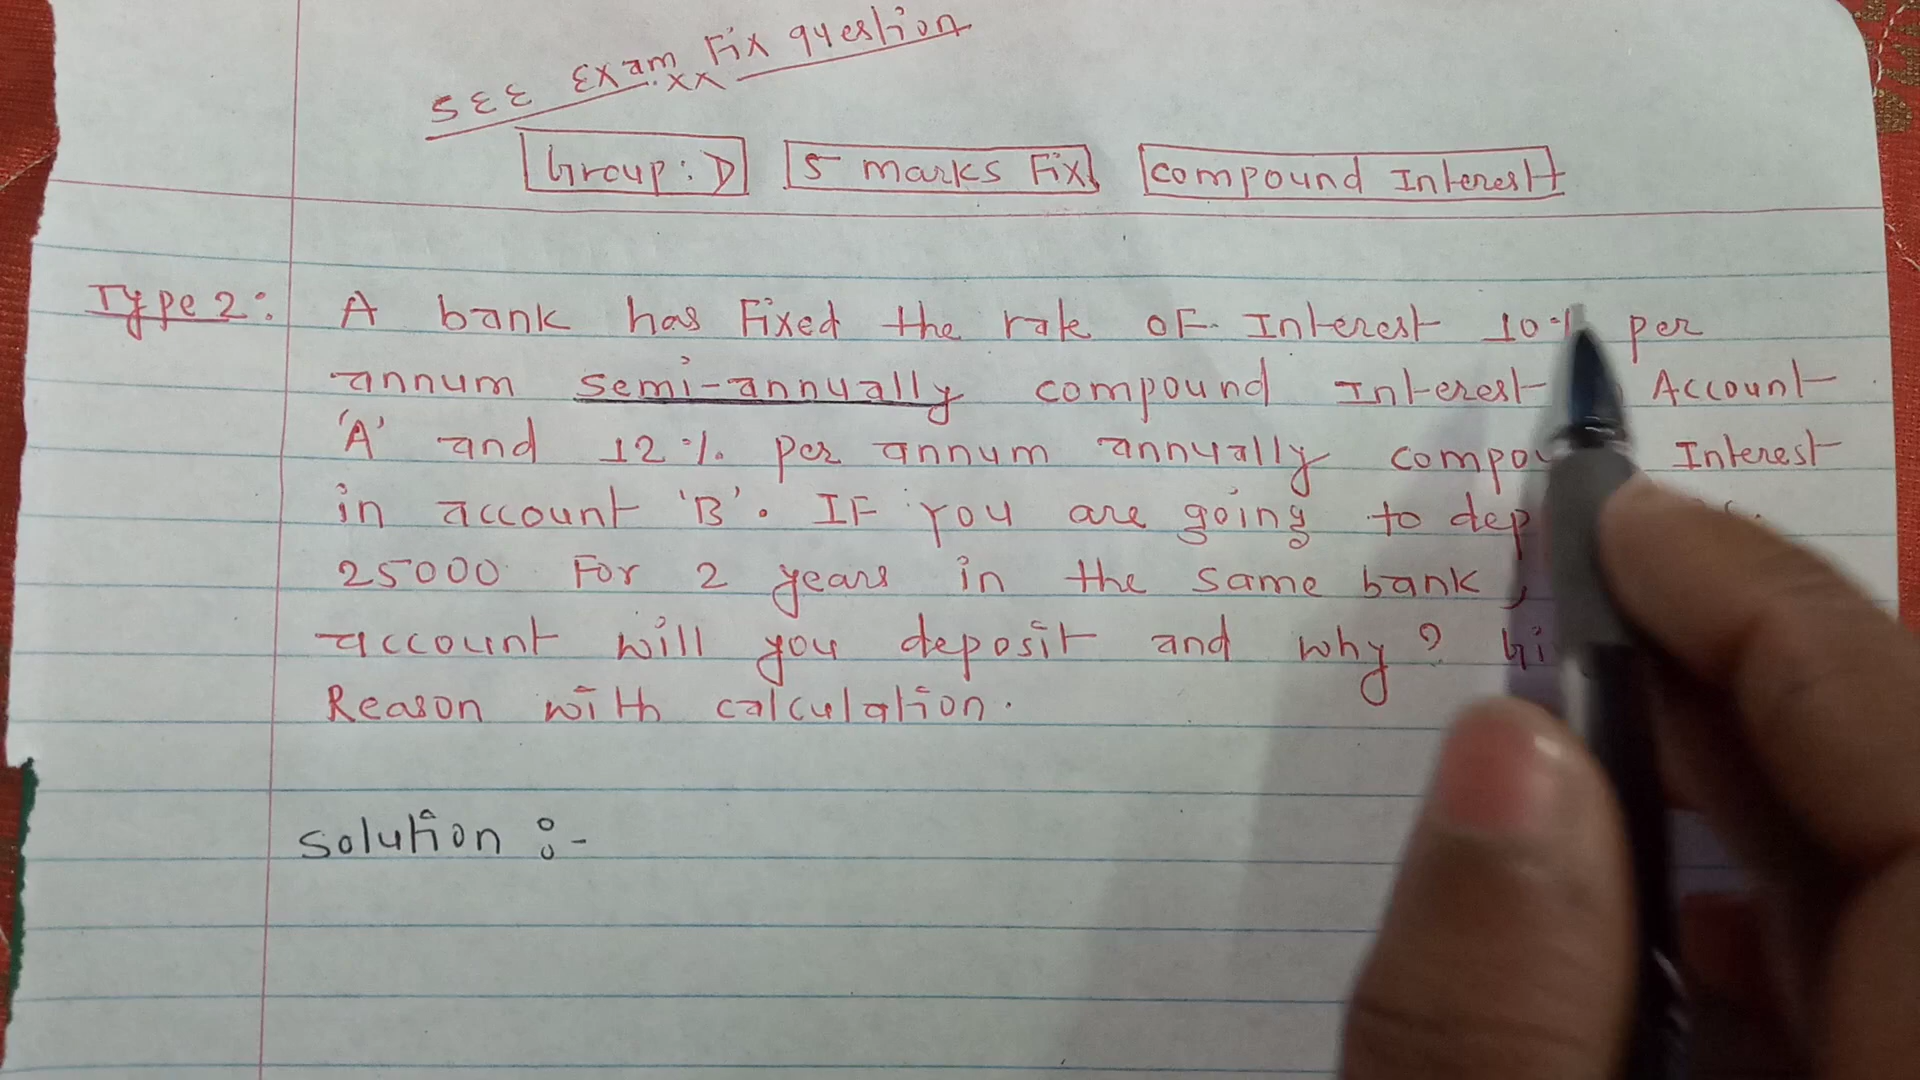 SEE Exam Fix question
xx
Group: D 5 marks Fix compound Interest
Type 2: A bank has Fixed the rate OF Interest 10% per
annum semi-annually compound Interest Account
'A' and 12% per annum annually compou Interest
in account 'B'. IF you are going to dep
25000 For 2 years in the same bank,
account will you deposit and why? Gi
Reason with calculation.
Solution :-